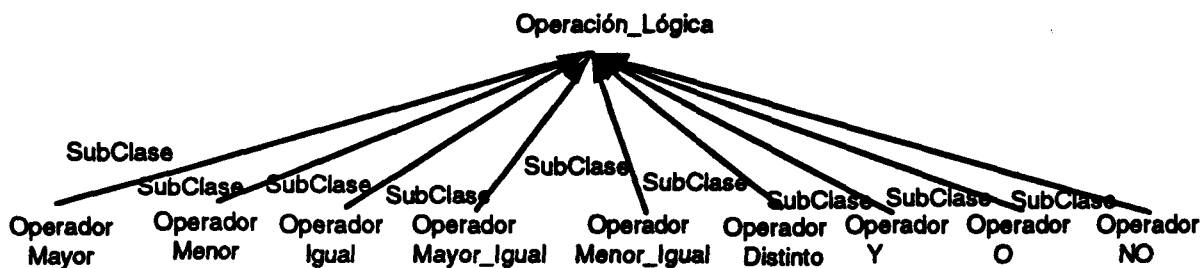 Operación_Lógica
SubClase
SubClase
SubClase
SubClase
SubClase
SubClase
SubClase
SubClase
SubClase
Operador Mayor
Operador Menor
Operador Igual
Operador Mayor_Igual
Operador Menor_Igual
Operador Distinto
Operador Y
Operador O
Operador NO